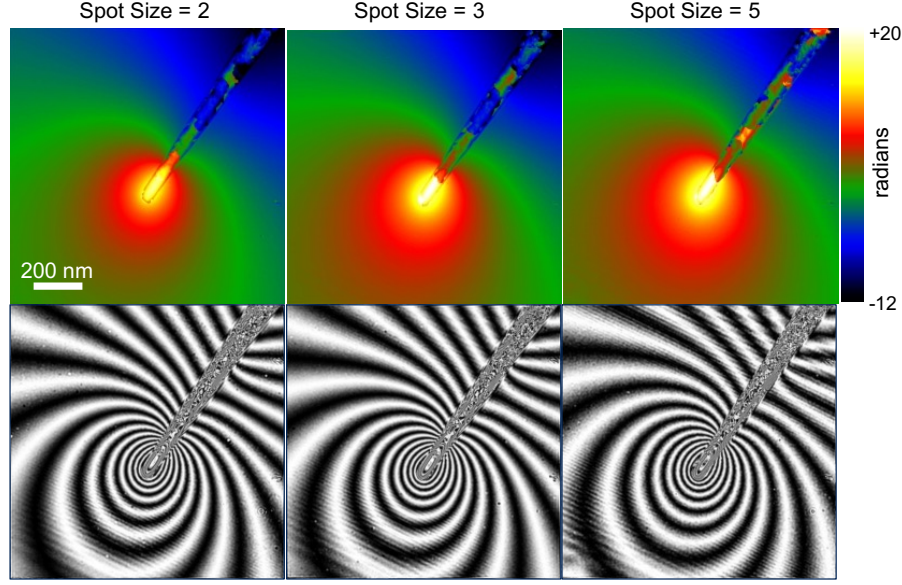 Spot Size = 2
Spot Size = 3
Spot Size = 5
+20
radians
-12
200 nm